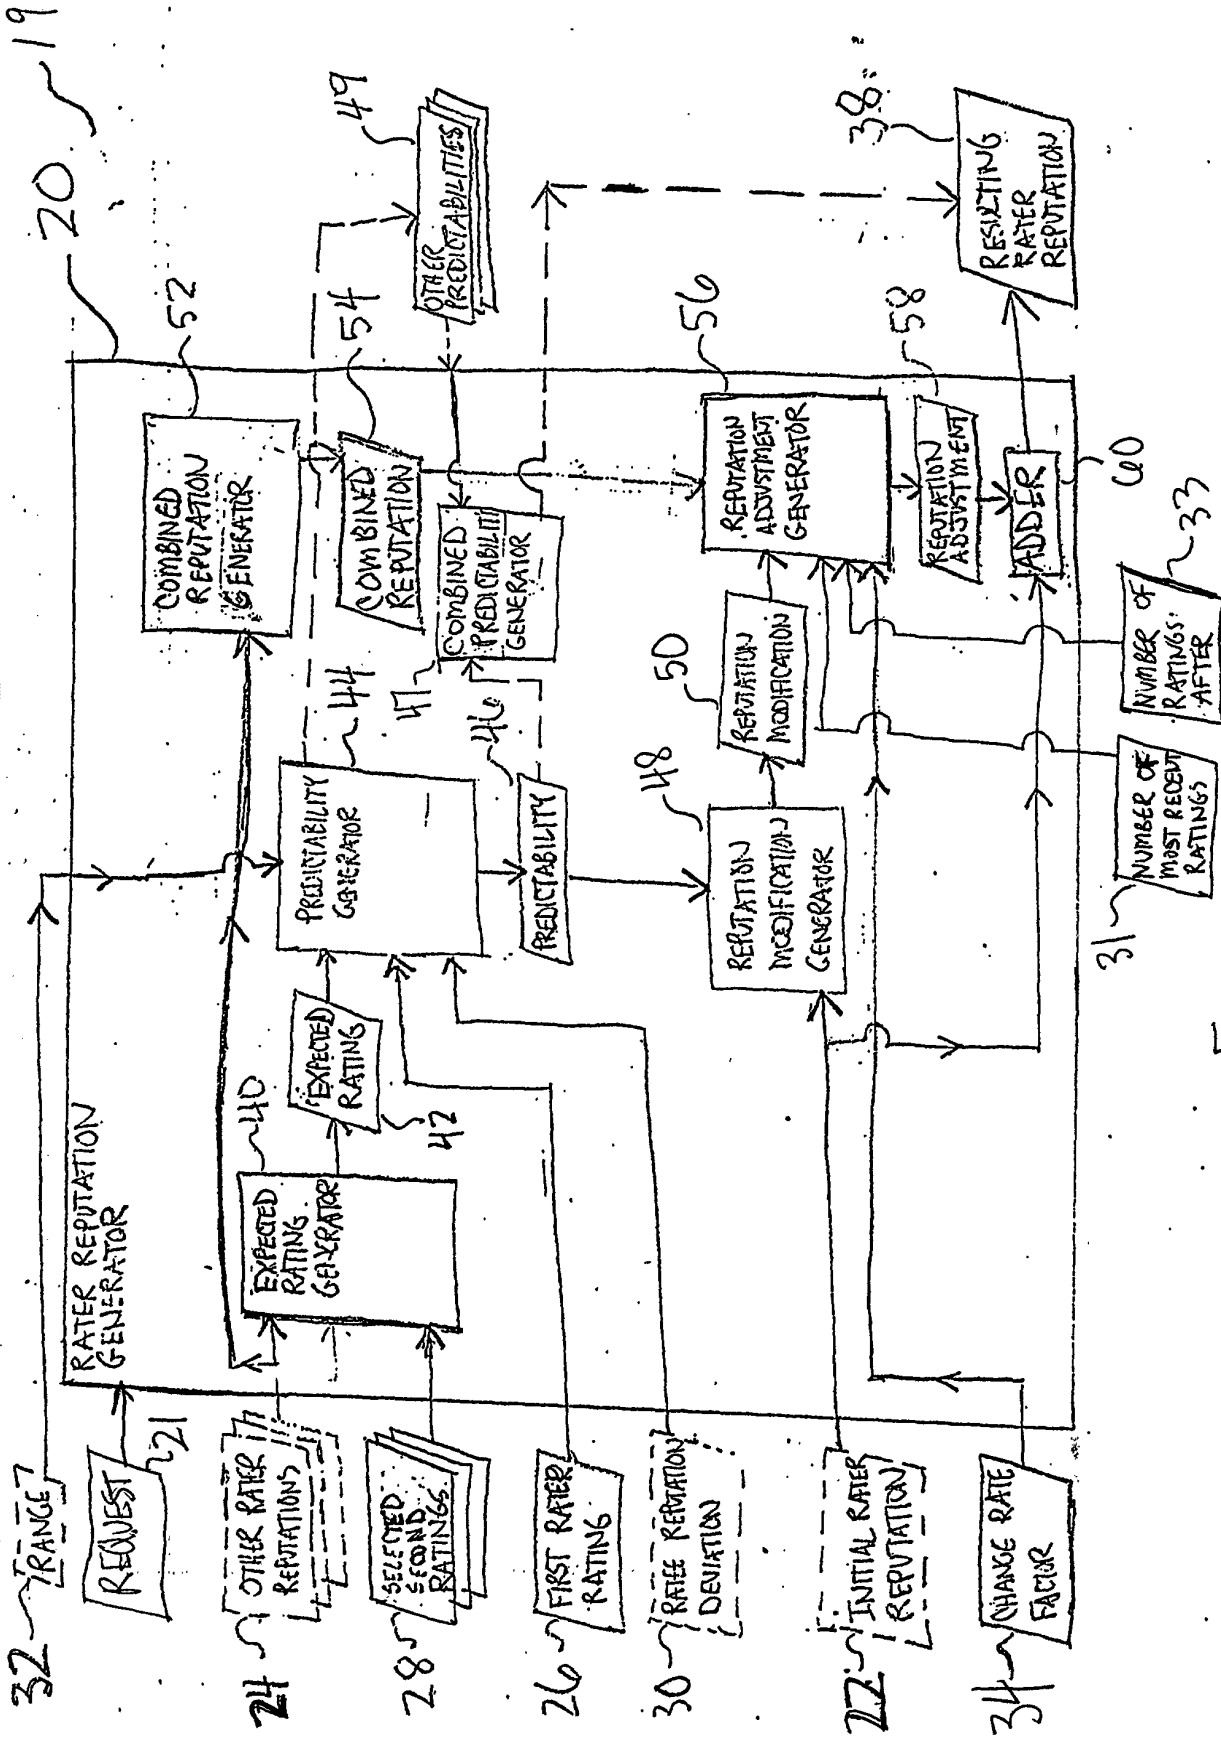 19
20
32
RANGE
REQUEST
21
RATER REPUTATION
GENERATOR
24
OTHER RATER
REPUTATIONS
28
SELECTED
SECOND
RATINGS
26
FIRST RATER
RATING
30
RATEE REPUTATION
DEVIATION
22
INITIAL RATER
REPUTATION
34
CHANGE RATE
FACTOR
40
EXPECTED
RATING
GENERATOR
EXPECTED
RATING
42
44
PREDICTABILITY
GENERATOR
46
PREDICTABILITY
52
COMBINED
REPUTATION
GENERATOR
54
COMBINED
REPUTATION
47
COMBINED
PREDICTABILITY
GENERATOR
49
OTHER
PREDICTABILITIES
48
REPUTATION
MODIFICATION
GENERATOR
50
REPUTATION
MODIFICATION
56
REPUTATION
ADJUSTMENT
GENERATOR
58
REPUTATION
ADJUSTMENT
ADDER
60
38
RESULTING
RATER
REPUTATION
31
NUMBER OF
MOST RECENT
RATINGS
33
NUMBER OF
RATINGS
AFTER